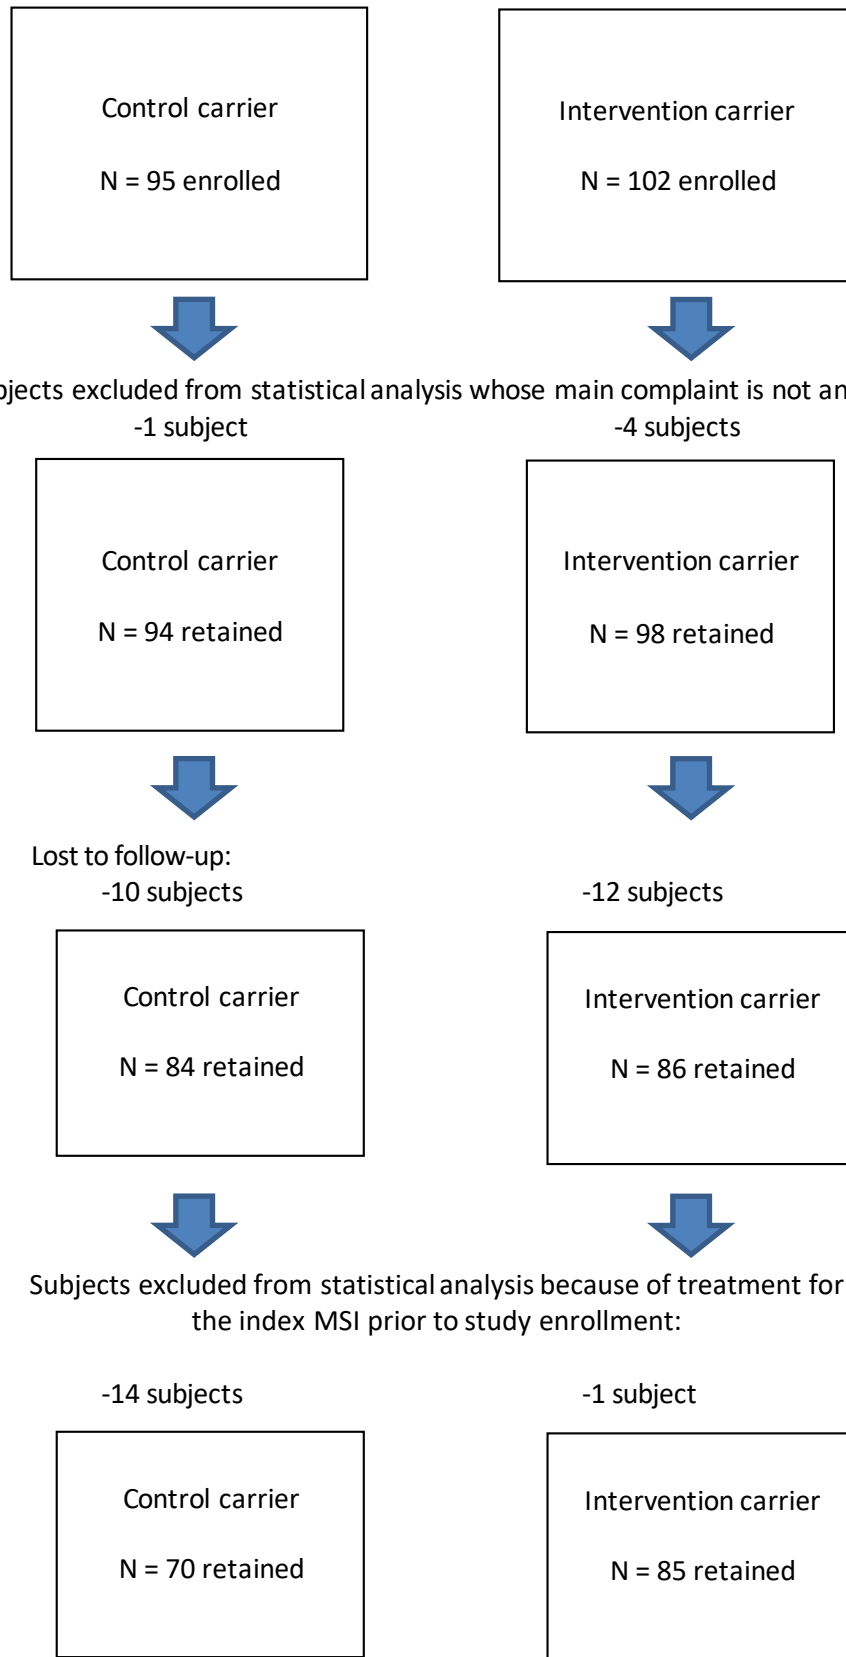 Control carrier
N = 95 enrolled
Intervention carrier
N = 102 enrolled
excluded from statistical analysis whose main complaint is not
-1 subject
-4 subjects
Control carrier
N = 94 retained
Intervention carrier
N = 98 retained
Lost to follow-up:
-10 subjects
-12 subjects
Control carrier
N = 84 retained
Intervention carrier
N = 86 retained
Subjects excluded from statistical analysis because of treatment for
the index MSI prior to study enrollment:
-14 subjects
-1 subject
Control carrier
N = 70 retained
Intervention carrier
N = 85 retained